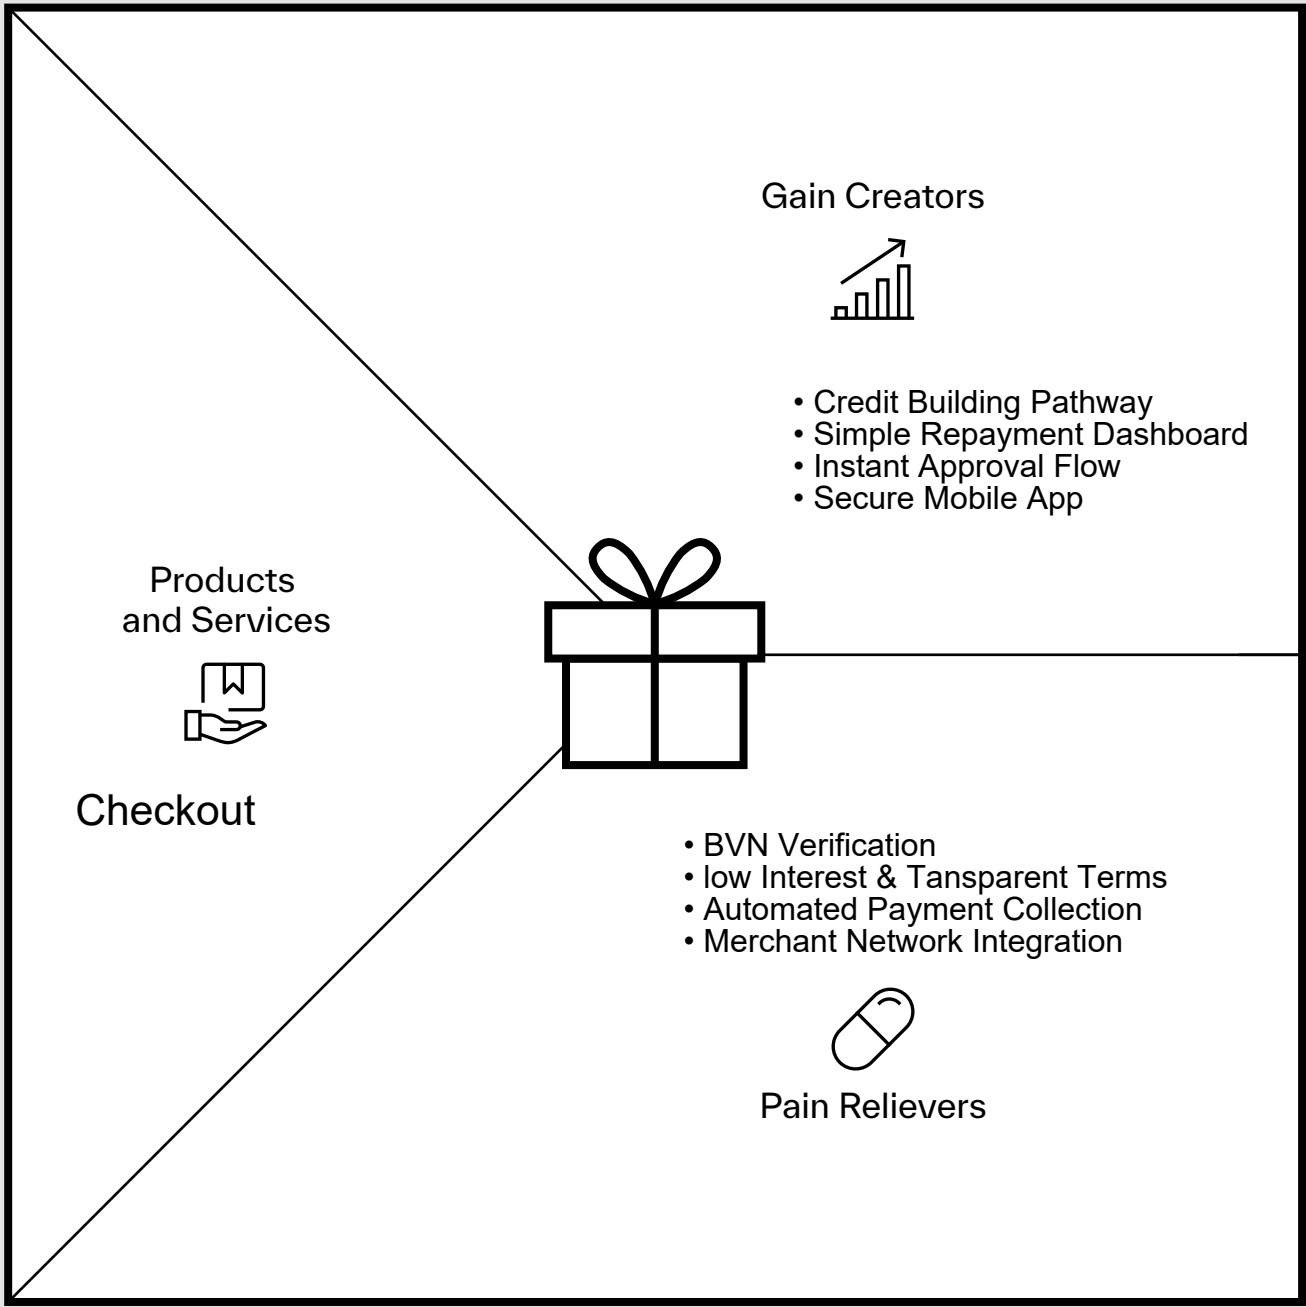 Gain Creators
• Credit Building Pathway
• Simple Repayment Dashboard
• Instant Approval Flow
• Secure Mobile App
Products
and Services
Checkout
• BVN Verification
• low Interest & Tansparent Terms
• Automated Payment Collection
• Merchant Network Integration
Pain Relievers